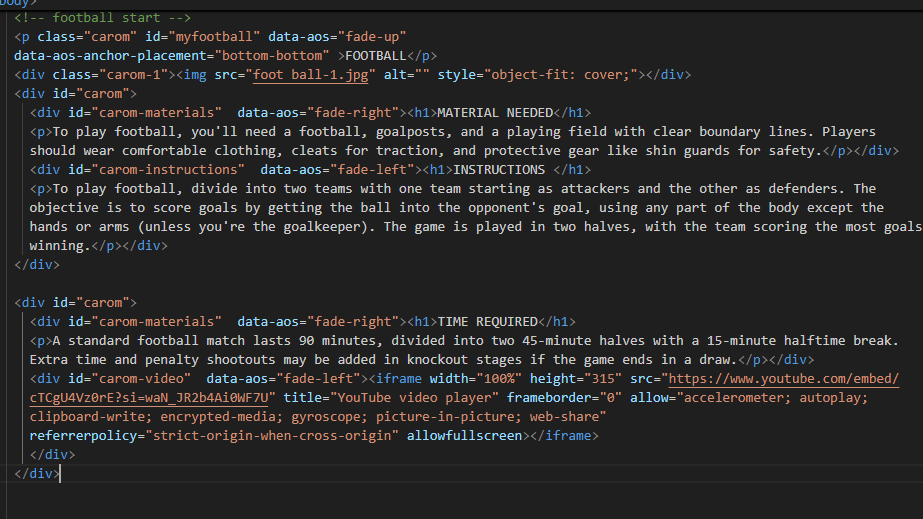 body>
<!-- football start -->
<p class="carom" id="myfootball" data-aos="fade-up"
data-aos-anchor-placement="bottom-bottom" >FOOTBALL</p>
<div class="carom-1"><img src="foot ball-1.jpg" alt="" style="object-fit: cover;"></div>
<div id="carom">
<div id="carom-materials"  data-aos="fade-right"><h1>MATERIAL NEEDED</h1>
<p>To play football, you'll need a football, goalposts, and a playing field with clear boundary lines. Players
should wear comfortable clothing, cleats for traction, and protective gear like shin guards for safety.</p></div>
<div id="carom-instructions"  data-aos="fade-left"><h1>INSTRUCTIONS </h1>
<p>To play football, divide into two teams with one team starting as attackers and the other as defenders. The
objective is to score goals by getting the ball into the opponent's goal, using any part of the body except the
hands or arms (unless you're the goalkeeper). The game is played in two halves, with the team scoring the most goals
winning.</p></div>
</div>
<div id="carom">
<div id="carom-materials"  data-aos="fade-right"><h1>TIME REQUIRED</h1>
<p>A standard football match lasts 90 minutes, divided into two 45-minute halves with a 15-minute halftime break.
Extra time and penalty shootouts may be added in knockout stages if the game ends in a draw.</p></div>
<div id="carom-video"  data-aos="fade-left"><iframe width="100%" height="315" src="https://www.youtube.com/embed/
cTCgU4Vz0rE?si=waN_JR2b4Ai0WF7U" title="YouTube video player" frameborder="0" allow="accelerometer; autoplay;
clipboard-write; encrypted-media; gyroscope; picture-in-picture; web-share"
referrerpolicy="strict-origin-when-cross-origin" allowfullscreen></iframe>
</div>
</div>